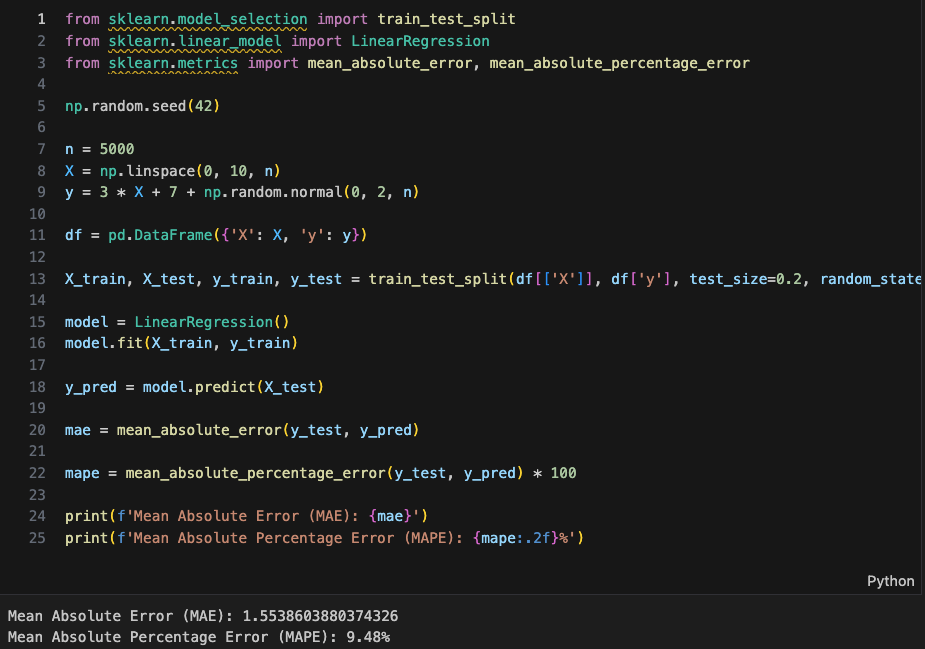 1 from sklearn.model_selection import train_test_split
2 from sklearn.linear_model import LinearRegression
3 from sklearn.metrics import mean_absolute_error, mean_absolute_percentage_error
4
5 np.random.seed(42)
6
7 n = 5000
8 X = np.linspace(0, 10, n)
9 y = 3 * X + 7 + np.random.normal(0, 2, n)
10
11 df = pd.DataFrame({'X': X, 'y': y})
12
13 X_train, X_test, y_train, y_test = train_test_split(df[['X']], df['y'], test_size=0.2, random_state
14
15 model = LinearRegression()
16 model.fit(X_train, y_train)
17
18 y_pred = model.predict(X_test)
19
20 mae = mean_absolute_error(y_test, y_pred)
21
22 mape = mean_absolute_percentage_error(y_test, y_pred) * 100
23
24 print(f'Mean Absolute Error (MAE): {mae}')
25 print(f'Mean Absolute Percentage Error (MAPE): {mape:.2f}%')
Python
Mean Absolute Error (MAE): 1.5538603880374326
Mean Absolute Percentage Error (MAPE): 9.48%